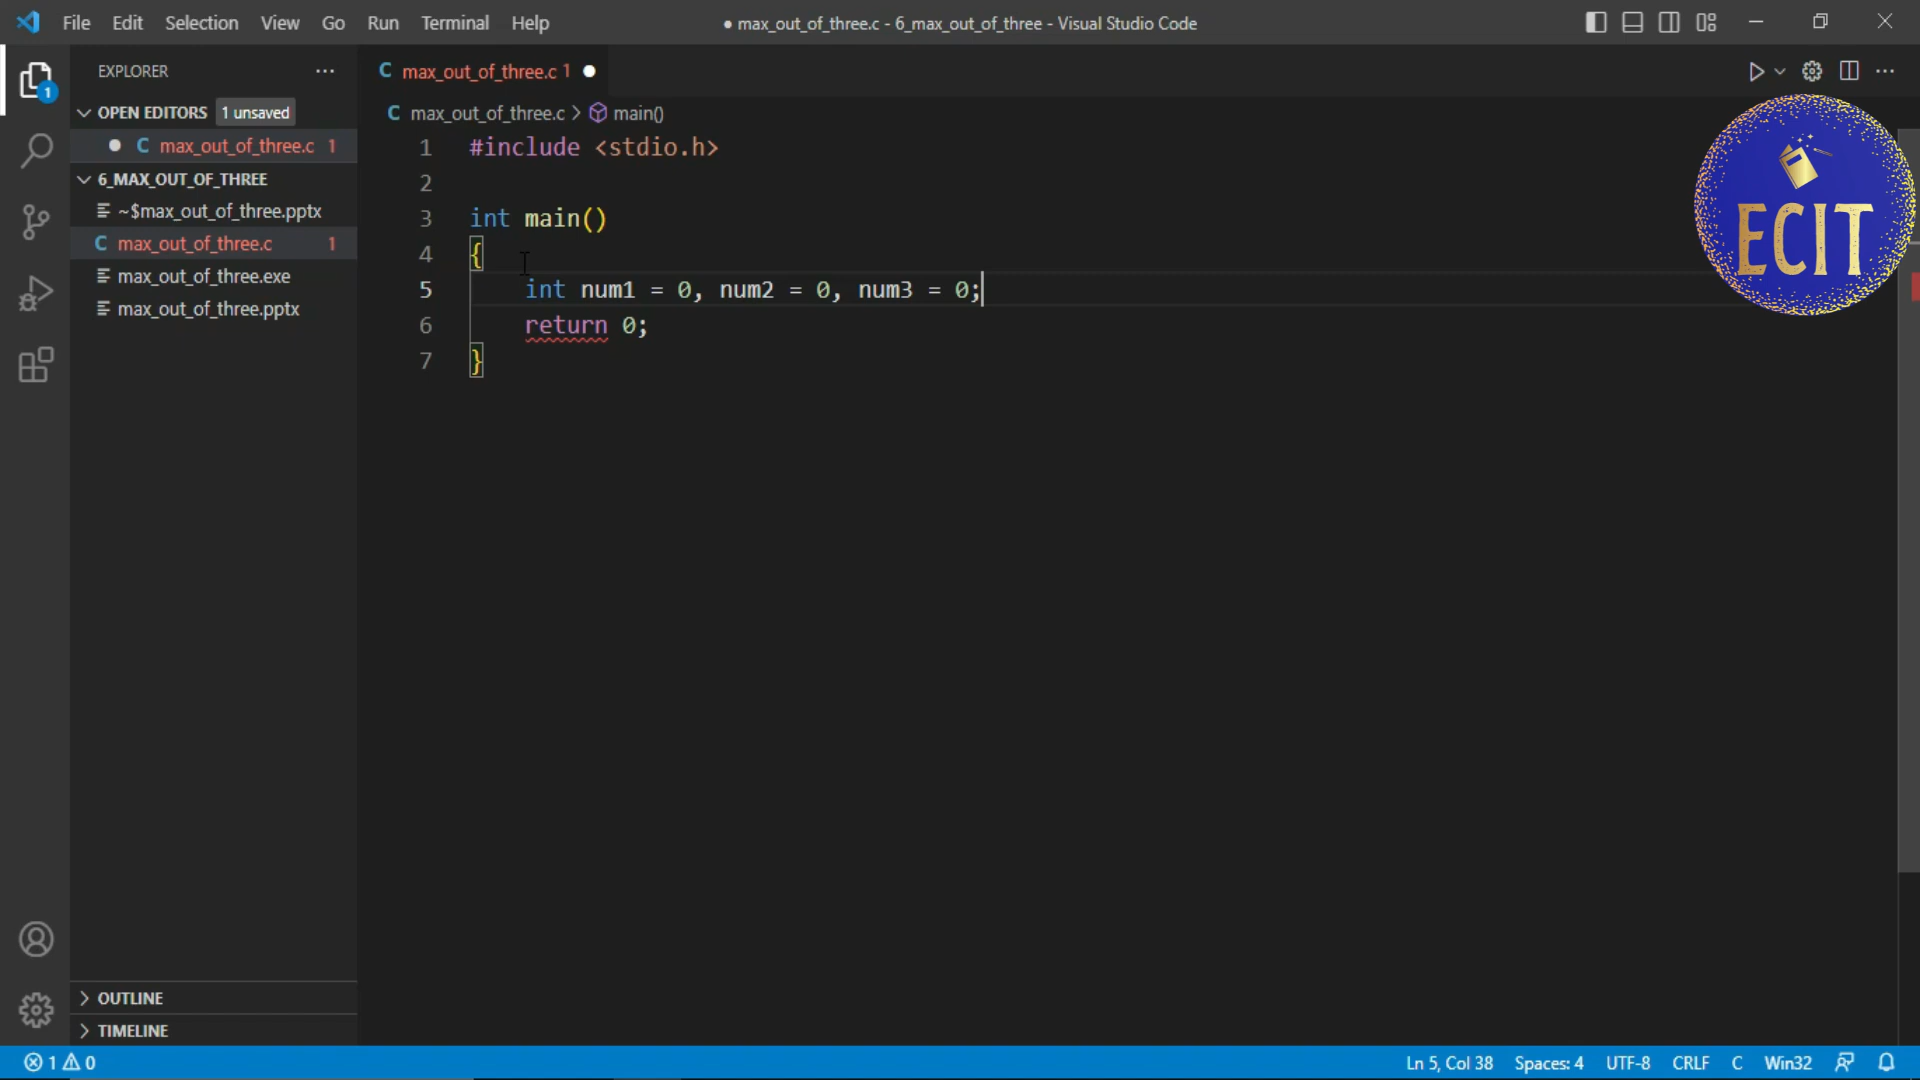 File Edit Selection View Go Run Terminal Help
● max_out_of_three.c - 6_max_out_of_three - Visual Studio Code
EXPLORER
OPEN EDITORS 1 unsaved
C max_out_of_three.c 1
6_MAX_OUT_OF_THREE
~$max_out_of_three.pptx
C max_out_of_three.c 1
max_out_of_three.exe
max_out_of_three.pptx
OUTLINE
TIMELINE
C max_out_of_three.c 1 ●
C max_out_of_three.c > main()
1 #include <stdio.h>
2
3 int main()
4 {
5 int num1 = 0, num2 = 0, num3 = 0;
6 return 0;
7 }
ECIT
1
1 0
Ln 5, Col 38 Spaces: 4 UTF-8 CRLF C Win32